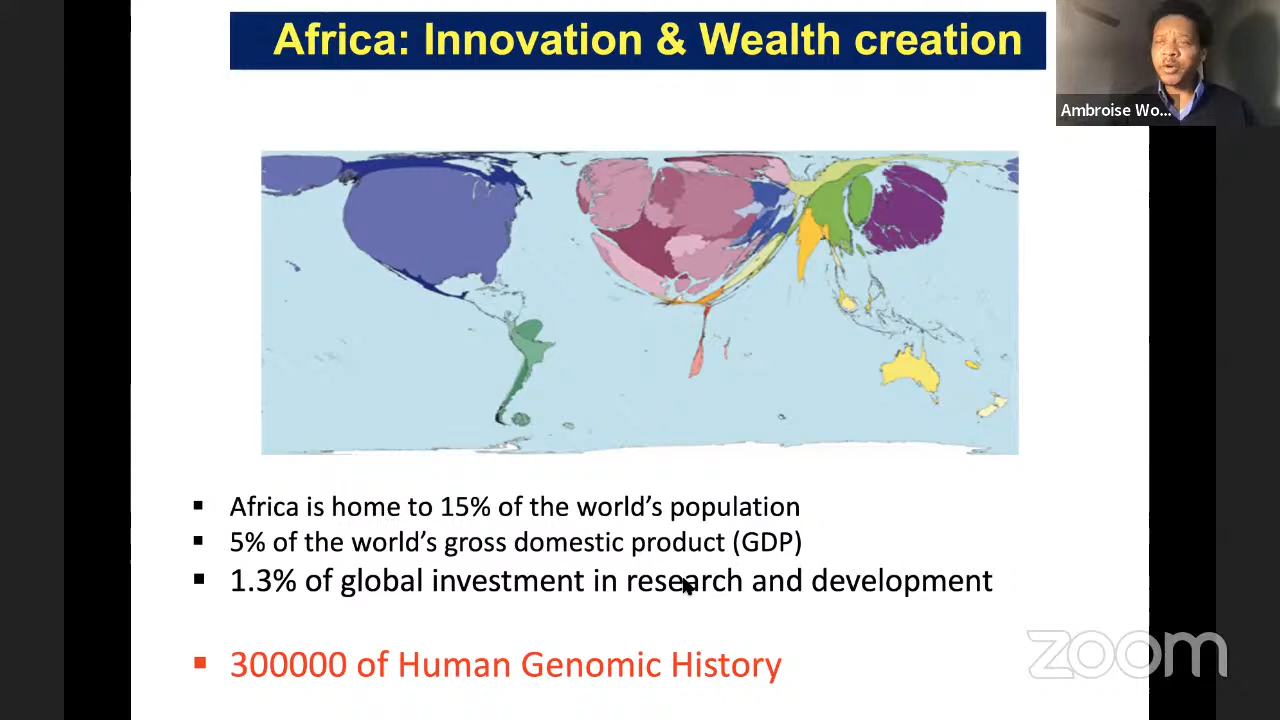 Africa: Innovation & Wealth creation
Ambroise Wo...
▪ Africa is home to 15% of the world's population
▪ 5% of the world's gross domestic product (GDP)
▪ 1.3% of global investment in research and development
▪ 300000 of Human Genomic History
zoom